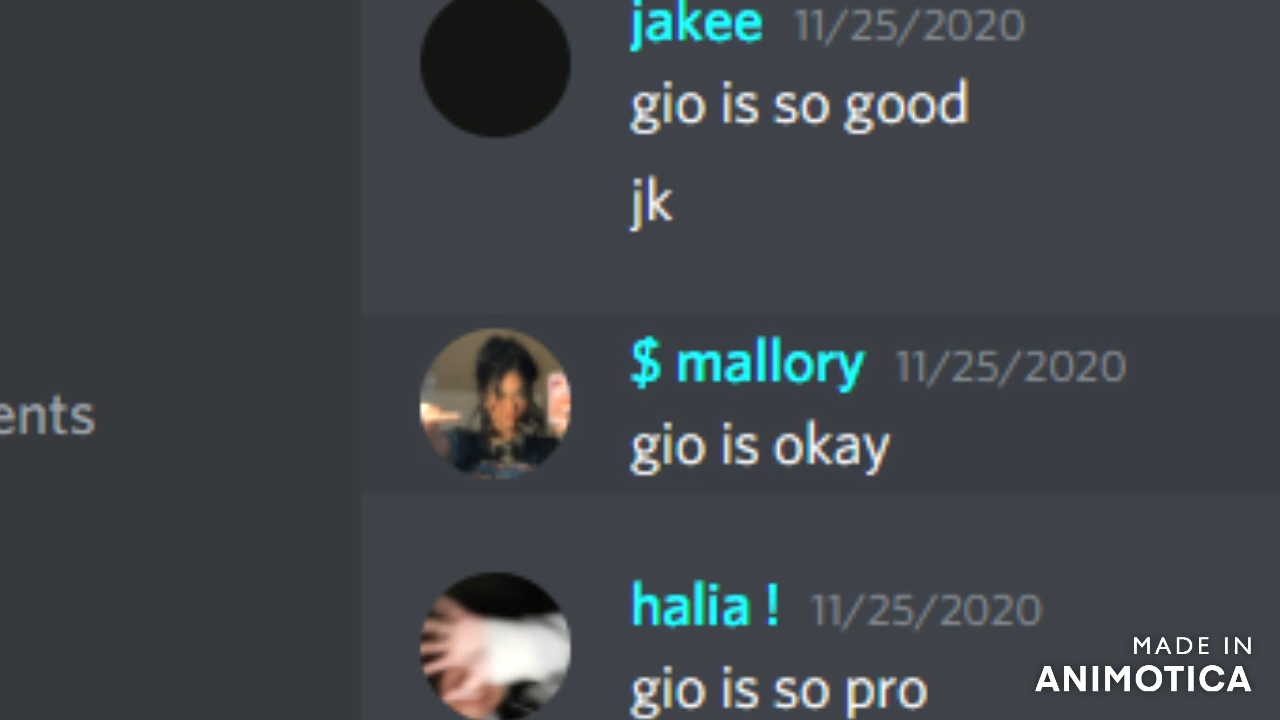 jakee 11/25/2020
gio is so good
jk
$ mallory 11/25/2020
ents
gio is okay
halia ! 11/25/2020
gio is so pro
MADE IN
ANIMOTICA